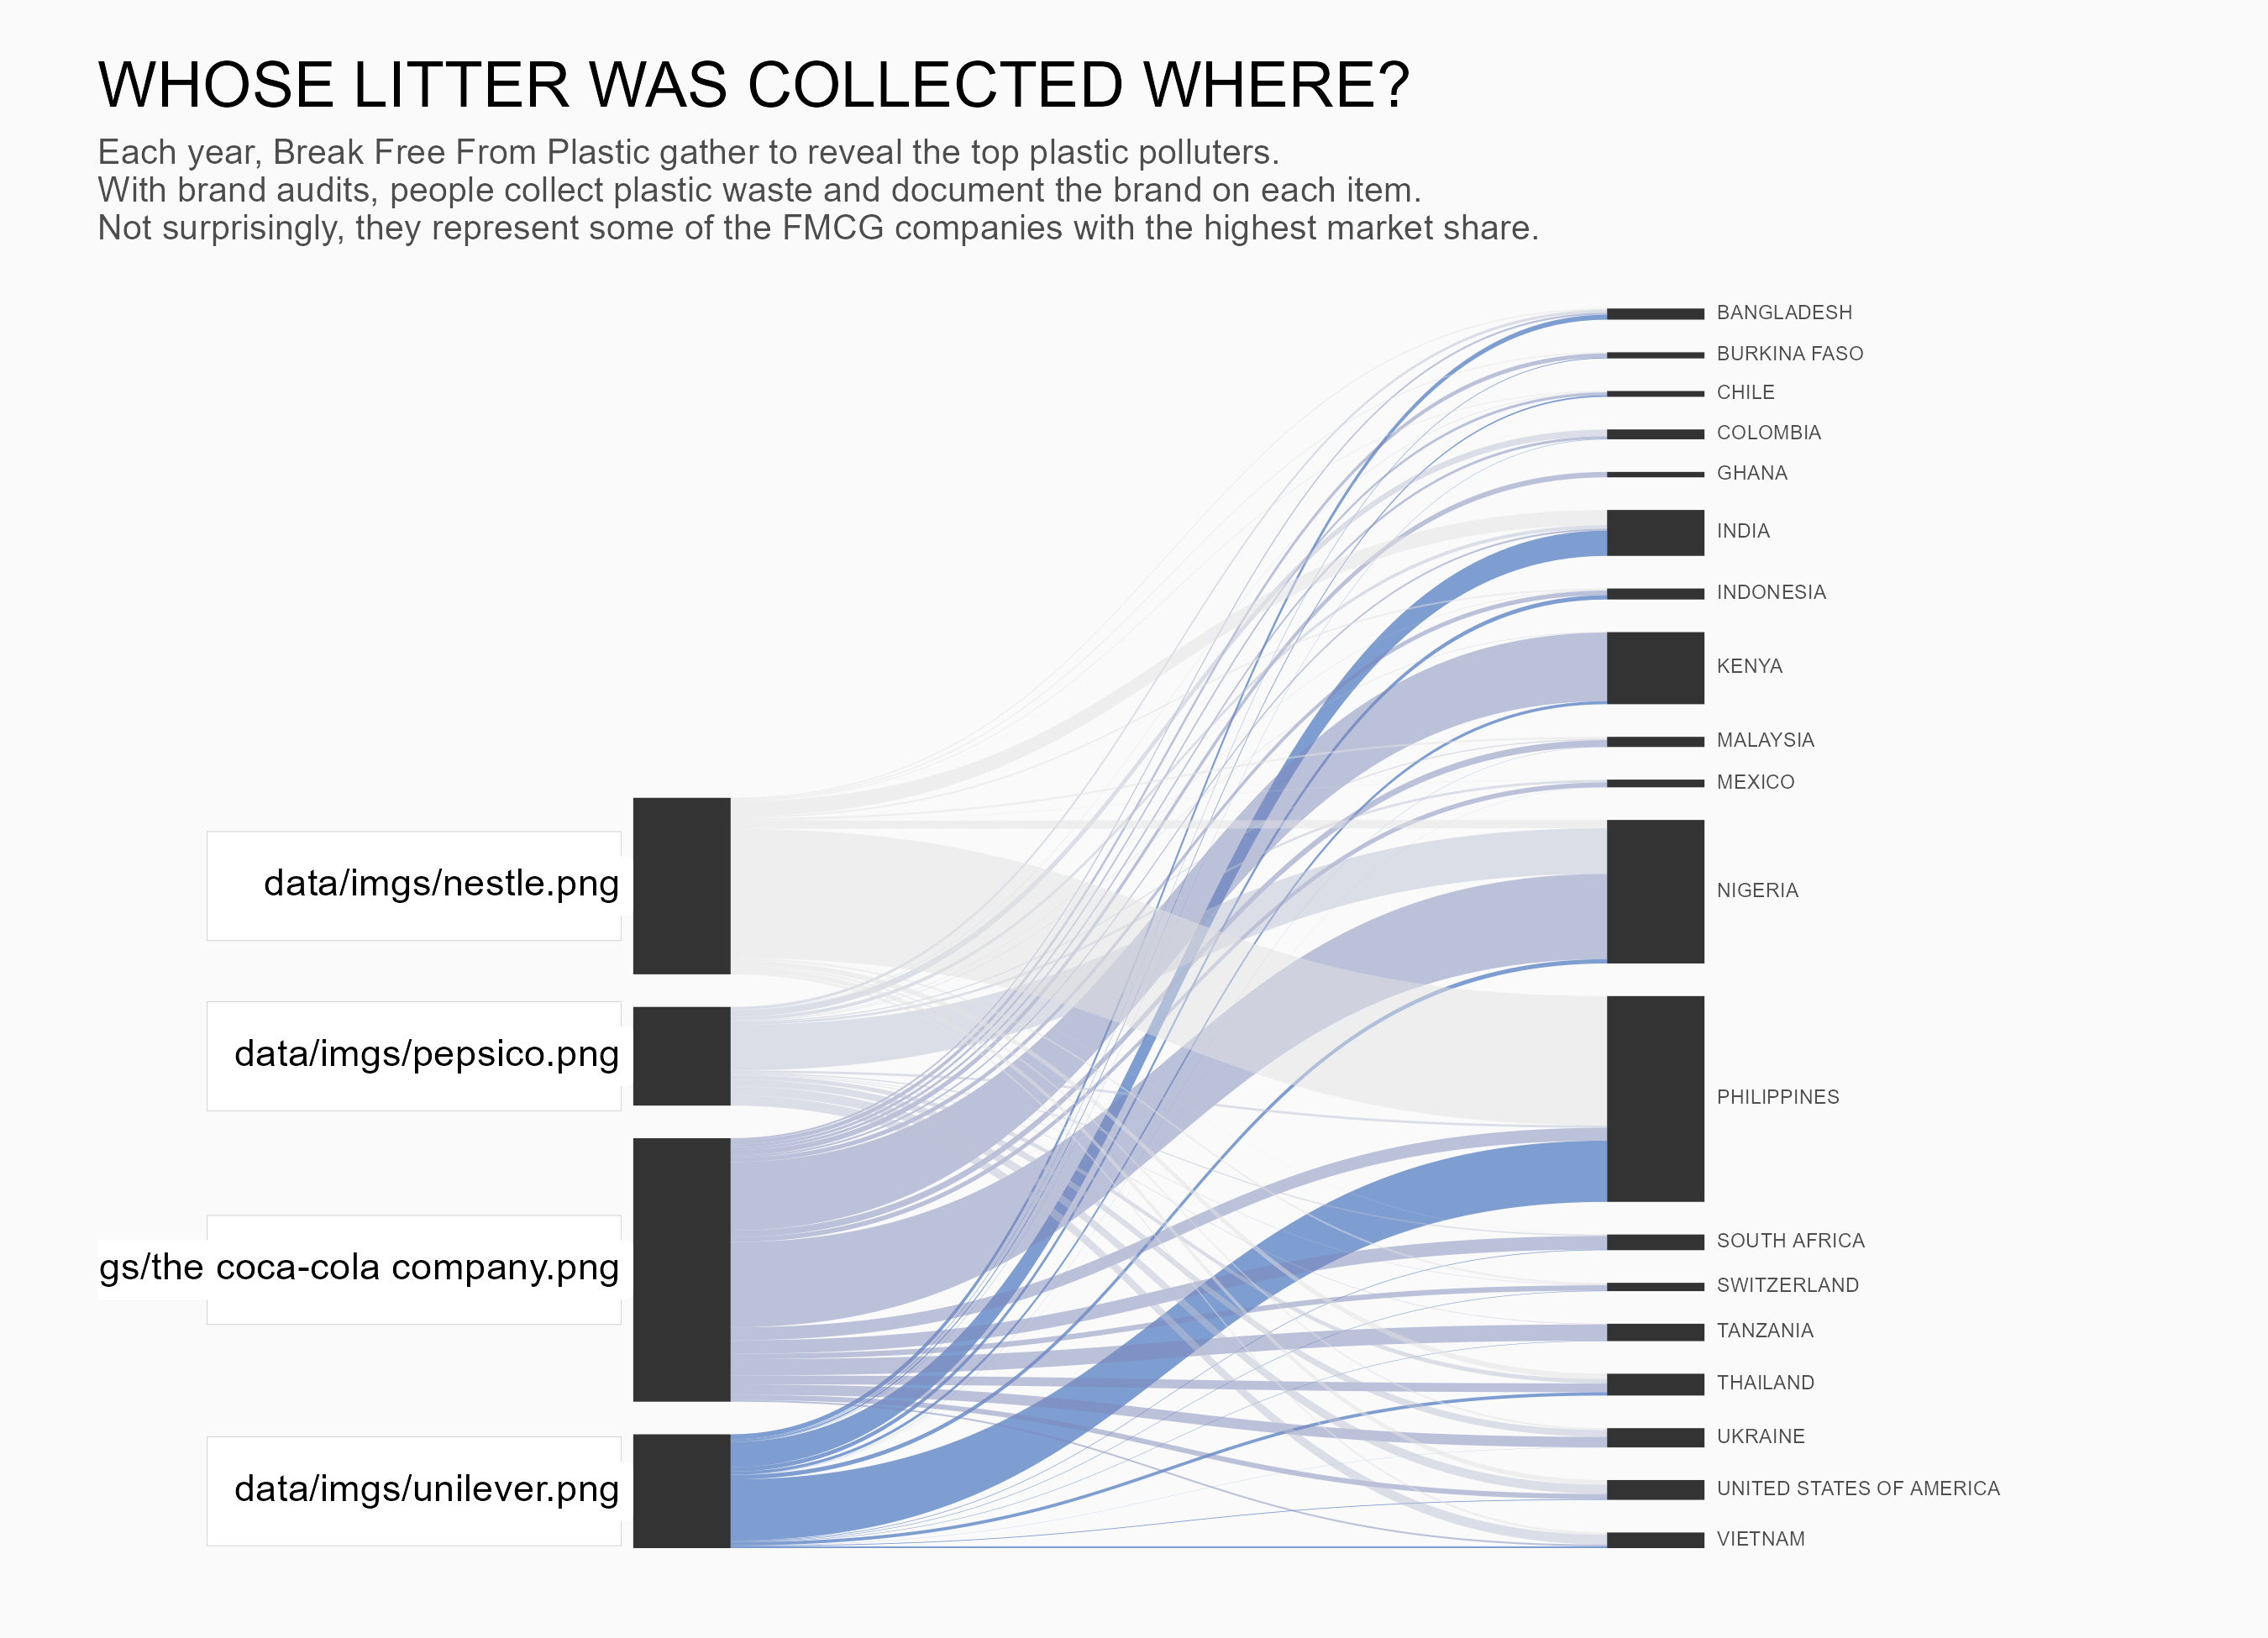 WHOSE LITTER WAS COLLECTED WHERE?
Each year, Break Free From Plastic gather to reveal the top plastic polluters.
With brand audits, people collect plastic waste and document the brand on each item.
Not surprisingly, they represent some of the FMCG companies with the highest market share.
BANGLADESH
BURKINA FASO
CHILE
COLOMBIA
GHANA
INDIA
INDONESIA
KENYA
MALAYSIA
MEXICO
NIGERIA
PHILIPPINES
SOUTH AFRICA
SWITZERLAND
TANZANIA
THAILAND
UKRAINE
UNITED STATES OF AMERICA
VIETNAM
data/imgs/nestle.png
data/imgs/pepsico.png
gs/the coca-cola company.png
data/imgs/unilever.png